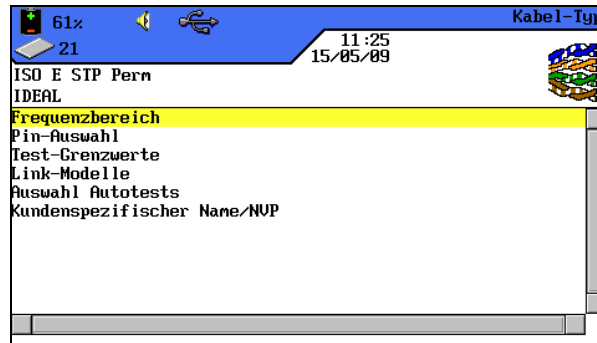 61% Kabel-Typ
21 11:25
15/05/09
ISO E STP Perm
IDEAL
Frequenzbereich
Pin-Auswahl
Test-Grenzwerte
Link-Modelle
Auswahl Autotests
Kundenspezifischer Name/NVP